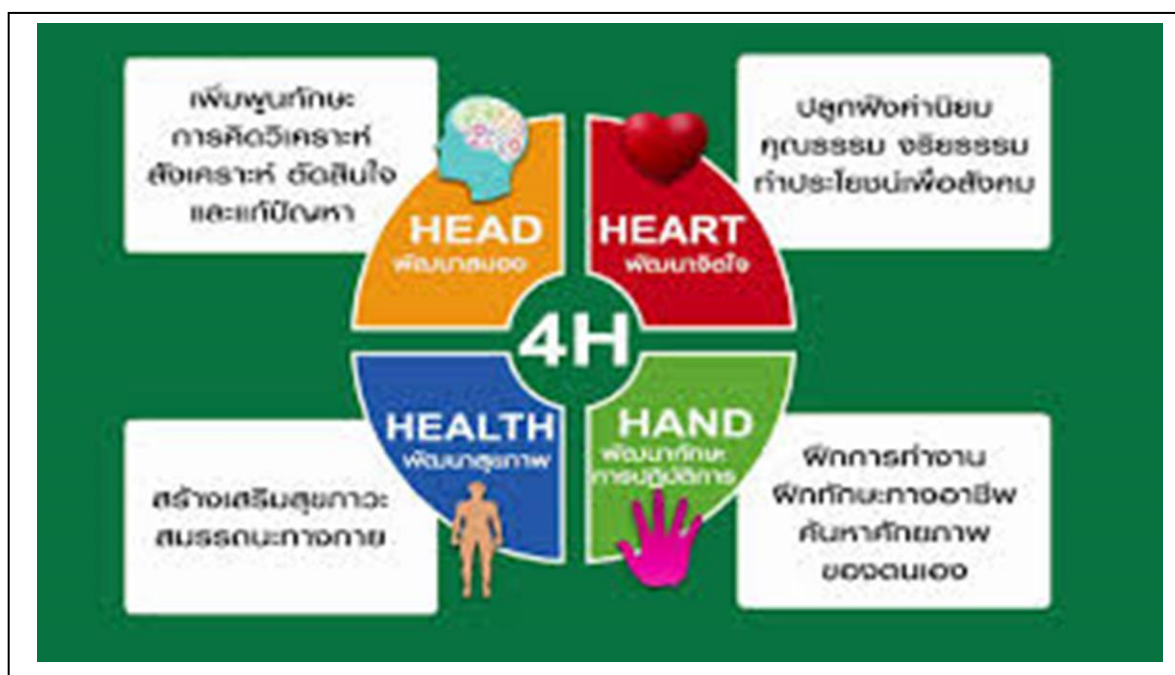 เพิ่มพูนทักษะ
การคิดวิเคราะห์
สังเคราะห์ ตัดสินใจ
และแก้ปัญหา
HEAD
พัฒนาสมอง
HEART
พัฒนาจิตใจ
ปลูกฝังค่านิยม
คุณธรรม จริยธรรม
ทำประโยชน์เพื่อสังคม
4H
HEALTH
พัฒนาสุขภาพ
สร้างเสริมสุขภาวะ
สมรรถนะทางกาย
HAND
พัฒนาทักษะ
การปฏิบัติการ
ฝึกการทำงาน
ฝึกทักษะทางอาชีพ
ค้นหาศักยภาพ
ของตนเอง